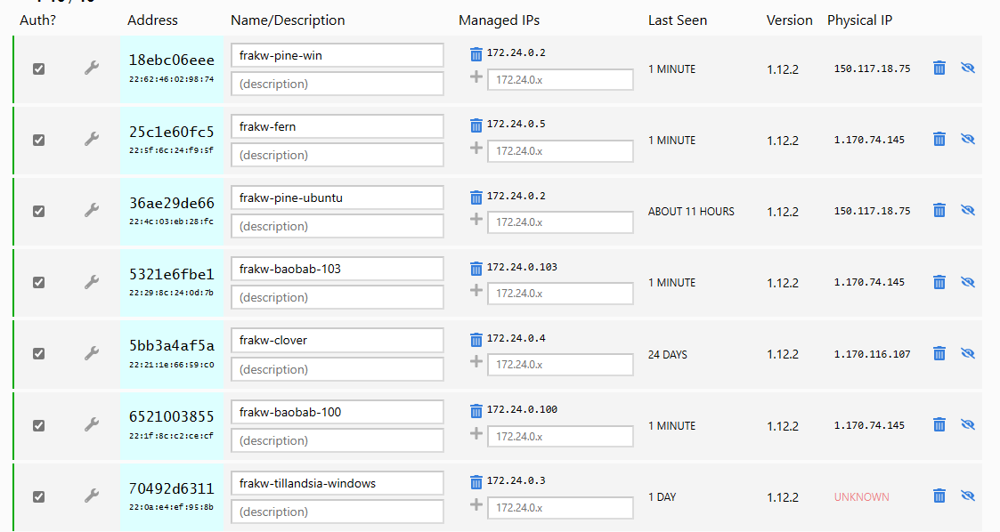 Auth? Address Name/Description Managed IPs Last Seen Version Physical IP
18ebc06eee
22:62:46:02:98:74
frakw-pine-win
(description)
172.24.0.2
172.24.0.x
1 MINUTE
1.12.2
150.117.18.75
25c1e60fc5
22:5f:6c:24:f9:5f
frakw-fern
(description)
172.24.0.5
172.24.0.x
1 MINUTE
1.12.2
1.170.74.145
36ae29de66
22:4c:03:eb:28:fc
frakw-pine-ubuntu
(description)
172.24.0.2
172.24.0.x
ABOUT 11 HOURS
1.12.2
150.117.18.75
5321e6fbe1
22:29:8c:24:0d:7b
frakw-baobab-103
(description)
172.24.0.103
172.24.0.x
1 MINUTE
1.12.2
1.170.74.145
5bb3a4af5a
22:21:1e:66:59:c0
frakw-clover
(description)
172.24.0.4
172.24.0.x
24 DAYS
1.12.2
1.170.116.107
6521003855
22:1f:8c:c2:ce:cf
frakw-baobab-100
(description)
172.24.0.100
172.24.0.x
1 MINUTE
1.12.2
1.170.74.145
70492d6311
22:0a:e4:ef:95:8b
frakw-tillandsia-windows
(description)
172.24.0.3
172.24.0.x
1 DAY
1.12.2
UNKNOWN